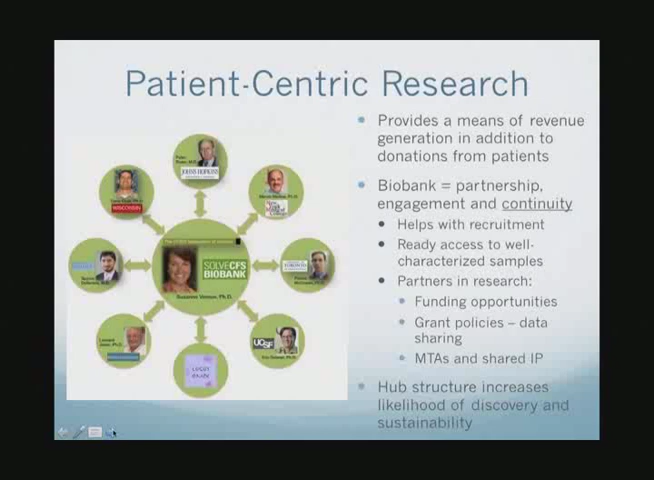 Patient-Centric Research
Provides a means of revenue
generation in addition to
donations from patients
Biobank = partnership,
engagement and continuity
Helps with recruitment
Ready access to well-
characterized samples
Partners in research:
Funding opportunities
Grant policies – data
sharing
MTAs and shared IP
Hub structure increases
likelihood of discovery and
sustainability
JOHNS HOPKINS
WISCONSIN
SOLVECFS
BIOBANK
Suzanne Vernon, Ph.D.
UCSF